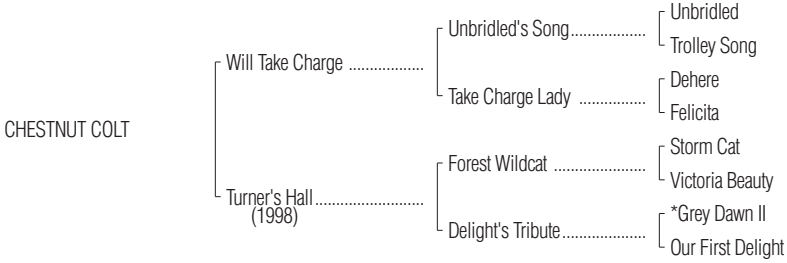 Unbridled
Unbridled's Song..................
Trolley Song
Will Take Charge ..................
Dehere
Take Charge Lady ................
Felicita
CHESTNUT COLT
Storm Cat
Forest Wildcat ......................
Victoria Beauty
Turner's Hall..........................
(1998)
*Grey Dawn II
Delight's Tribute....................
Our First Delight